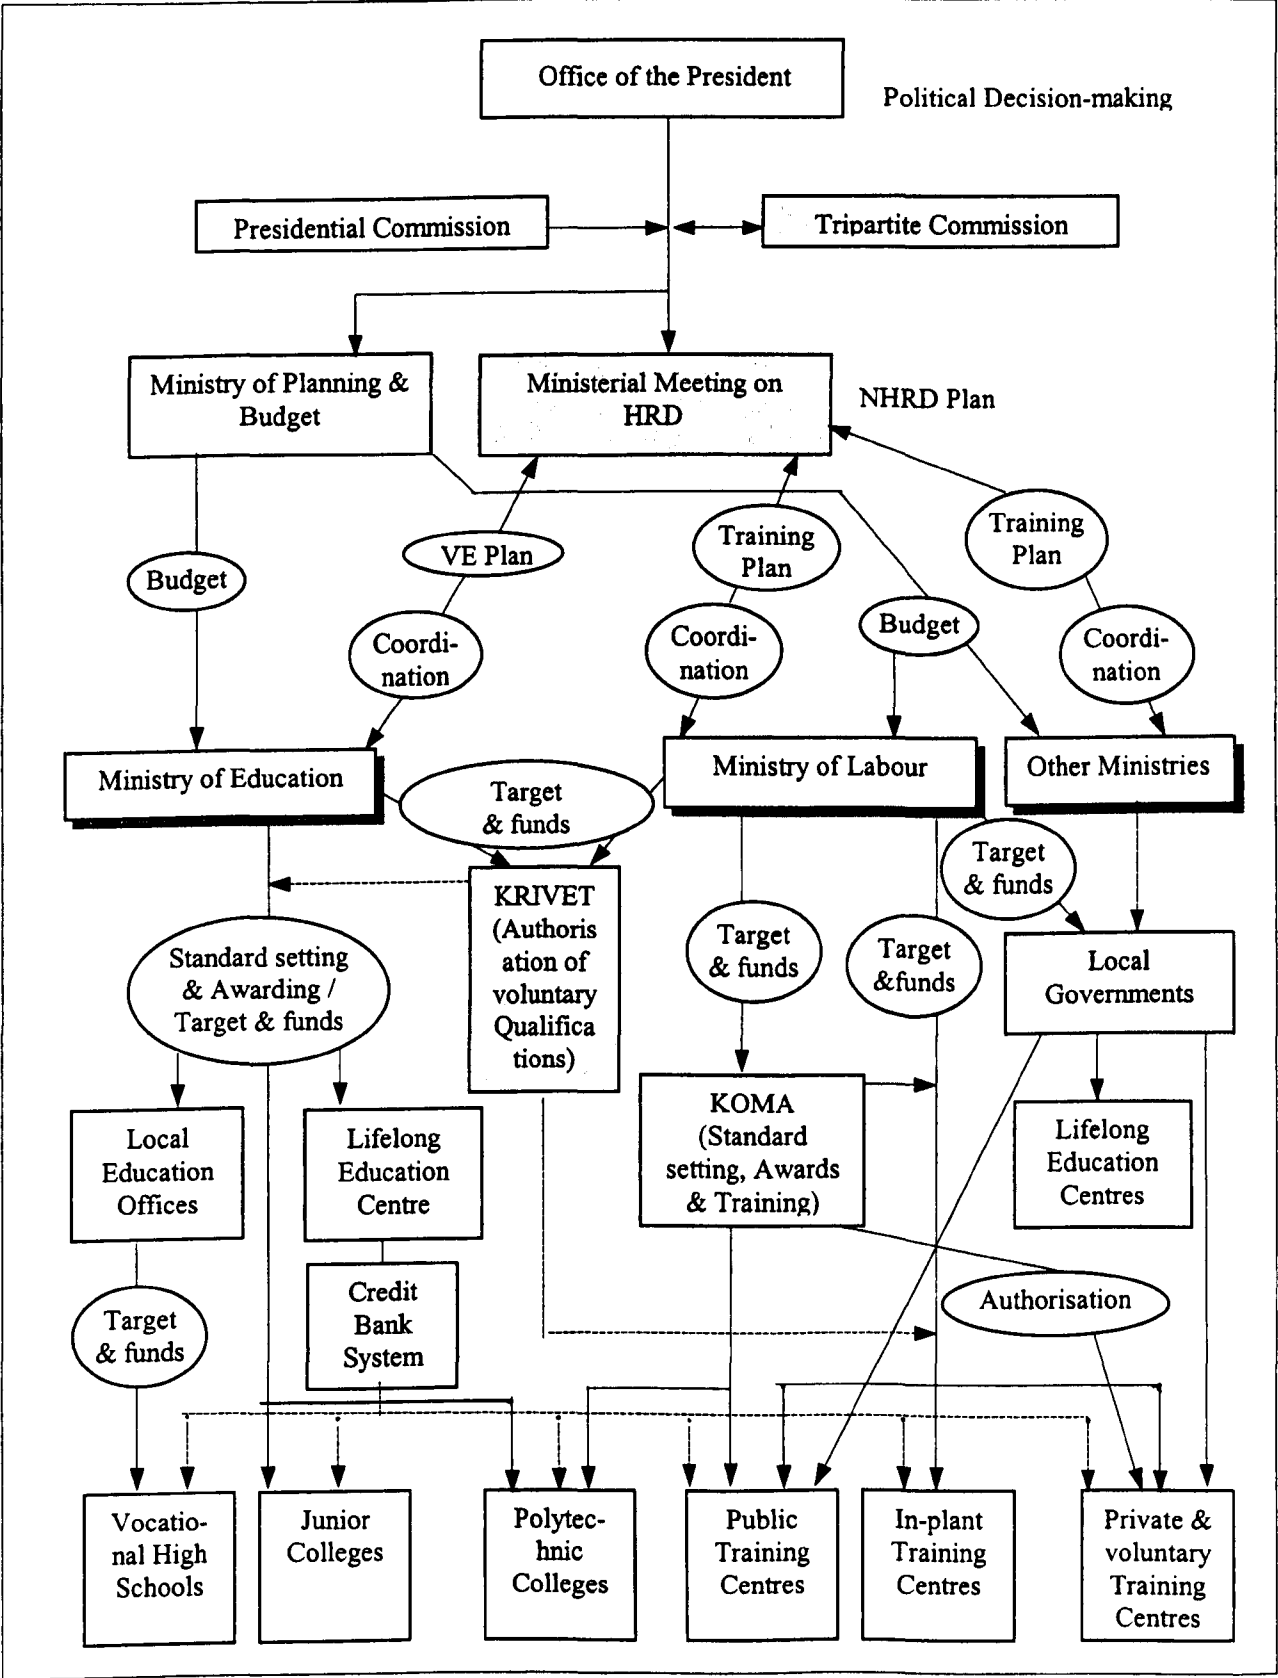 Office of the President
Political Decision-making
Presidential Commission
Tripartite Commission
Ministry of Planning &
Budget
Ministerial Meeting on
HRD
NHRD Plan
Training
Plan
Training
Plan
VE Plan
Budget
Budget
Coordi-
nation
Coordi-
nation
Coordi-
nation
Ministry of Education
Ministry of Labour
Other Ministries
Target
& funds
Target
& funds
KRIVET
(Authoris
ation of
voluntary
Qualifica
tions)
Standard setting
& Awarding /
Target & funds
Target
& funds
Target
&funds
Local
Governments
KOMA
(Standard
setting, Awards
& Training)
Local
Education
Offices
Lifelong
Education
Centre
Lifelong
Education
Centres
Credit
Bank
System
Authorisation
Target
& funds
Vocatio-
nal High
Schools
Junior
Colleges
Polytec-
hnic
Colleges
Public
Training
Centres
In-plant
Training
Centres
Private &
voluntary
Training
Centres